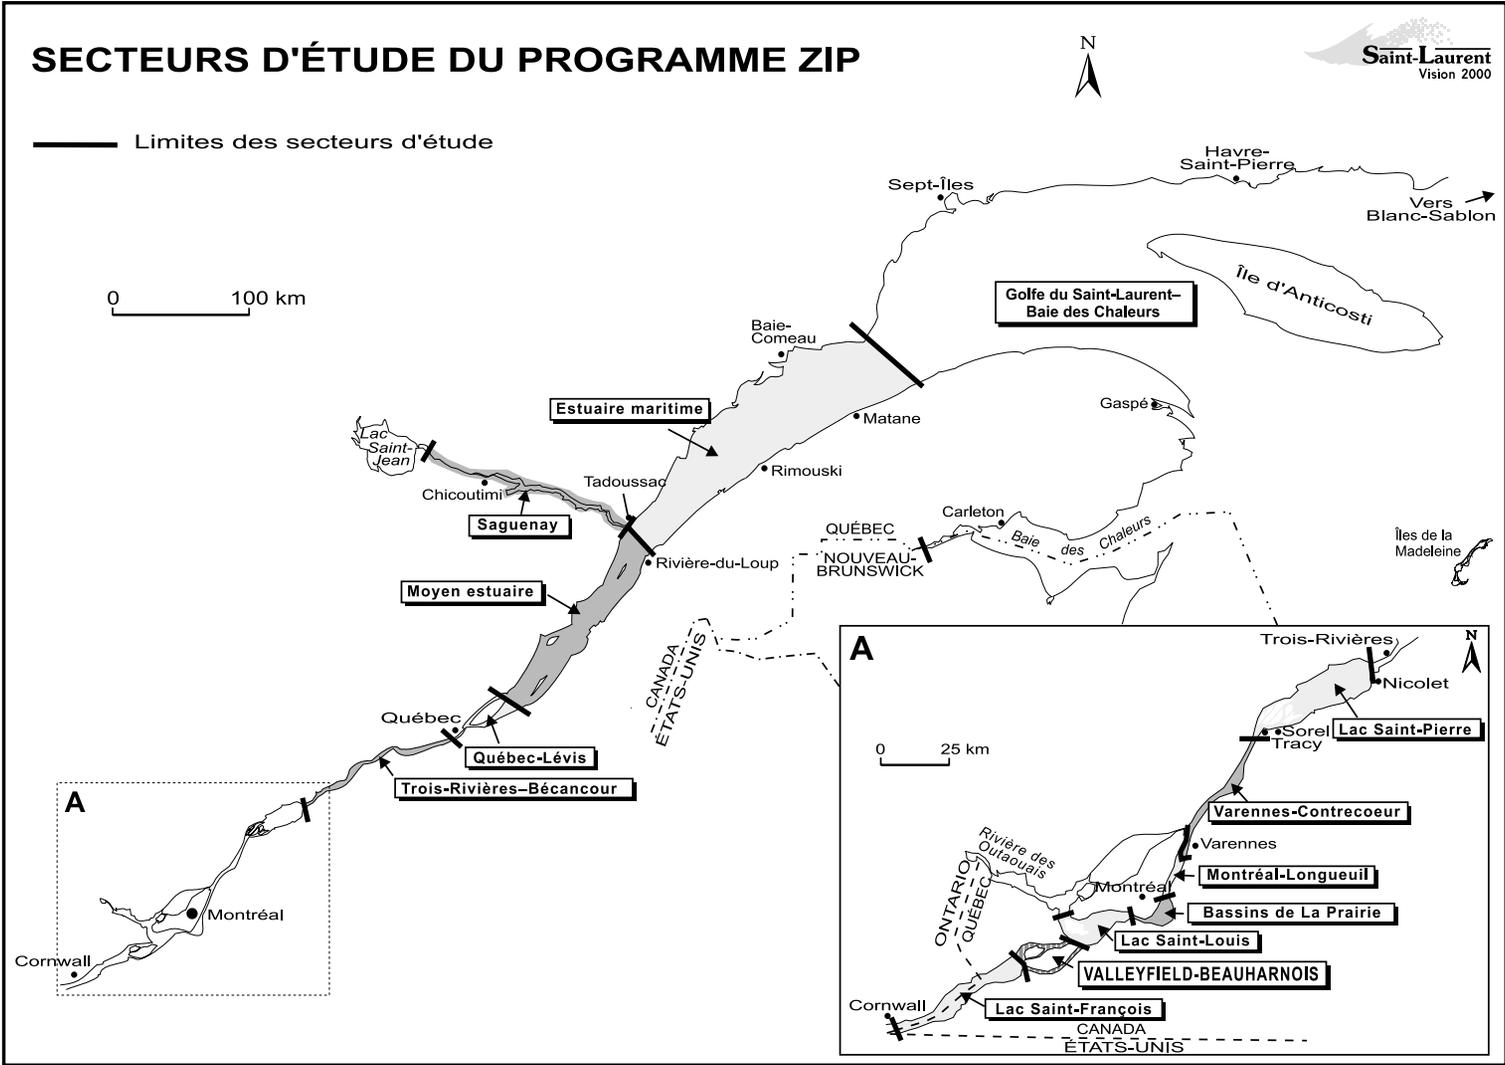 SECTEURS D'ÉTUDE DU PROGRAMME ZIP
N
Saint-Laurent
Vision 2000
Limites des secteurs d'étude
Havre-
Saint-Pierre
Sept-Îles
Vers
Blanc-Sablon
Île d'Anticosti
0 100 km
Golfe du Saint-Laurent–
Baie des Chaleurs
Baie-
Comeau
Estuaire maritime
Matane
Gaspé
Lac
Saint-
Jean
Rimouski
Tadoussac
Chicoutimi
Saguenay
Carleton
QUÉBEC
NOUVEAU-
BRUNSWICK
Baie des Chaleurs
Îles de la
Madeleine
Rivière-du-Loup
Moyen estuaire
CANADA
ÉTATS-UNIS
Québec
Québec-Lévis
Trois-Rivières–Bécancour
A
Montréal
Cornwall
A
Trois-Rivières
N
Nicolet
Lac Saint-Pierre
Sorel
Tracy
0 25 km
Varennes-Contrecoeur
Rivière des
Outaouais
Varennes
Montréal-Longueuil
Montréal
ONTARIO
QUÉBEC
Bassins de La Prairie
Lac Saint-Louis
VALLEYFIELD-BEAUHARNOIS
Cornwall
Lac Saint-François
CANADA
ÉTATS-UNIS